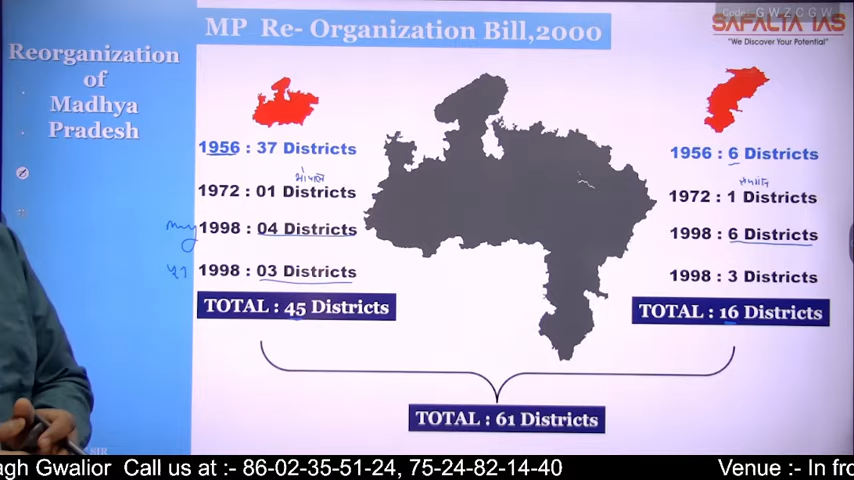 Code: G W Z C G W
SAFALTA IAS
"We Discover Your Potential"
MP Re- Organization Bill,2000
Reorganization
of
Madhya
Pradesh
1956 : 37 Districts
भोपाल
1972 : 01 Districts
May 1998 : 04 Districts
1998 : 03 Districts
TOTAL : 45 Districts
1956 : 6 Districts
1972 : 1 Districts
1998 : 6 Districts
1998 : 3 Districts
TOTAL : 16 Districts
TOTAL : 61 Districts
SIR
agh Gwalior Call us at :- 86-02-35-51-24, 75-24-82-14-40 Venue :- In fro